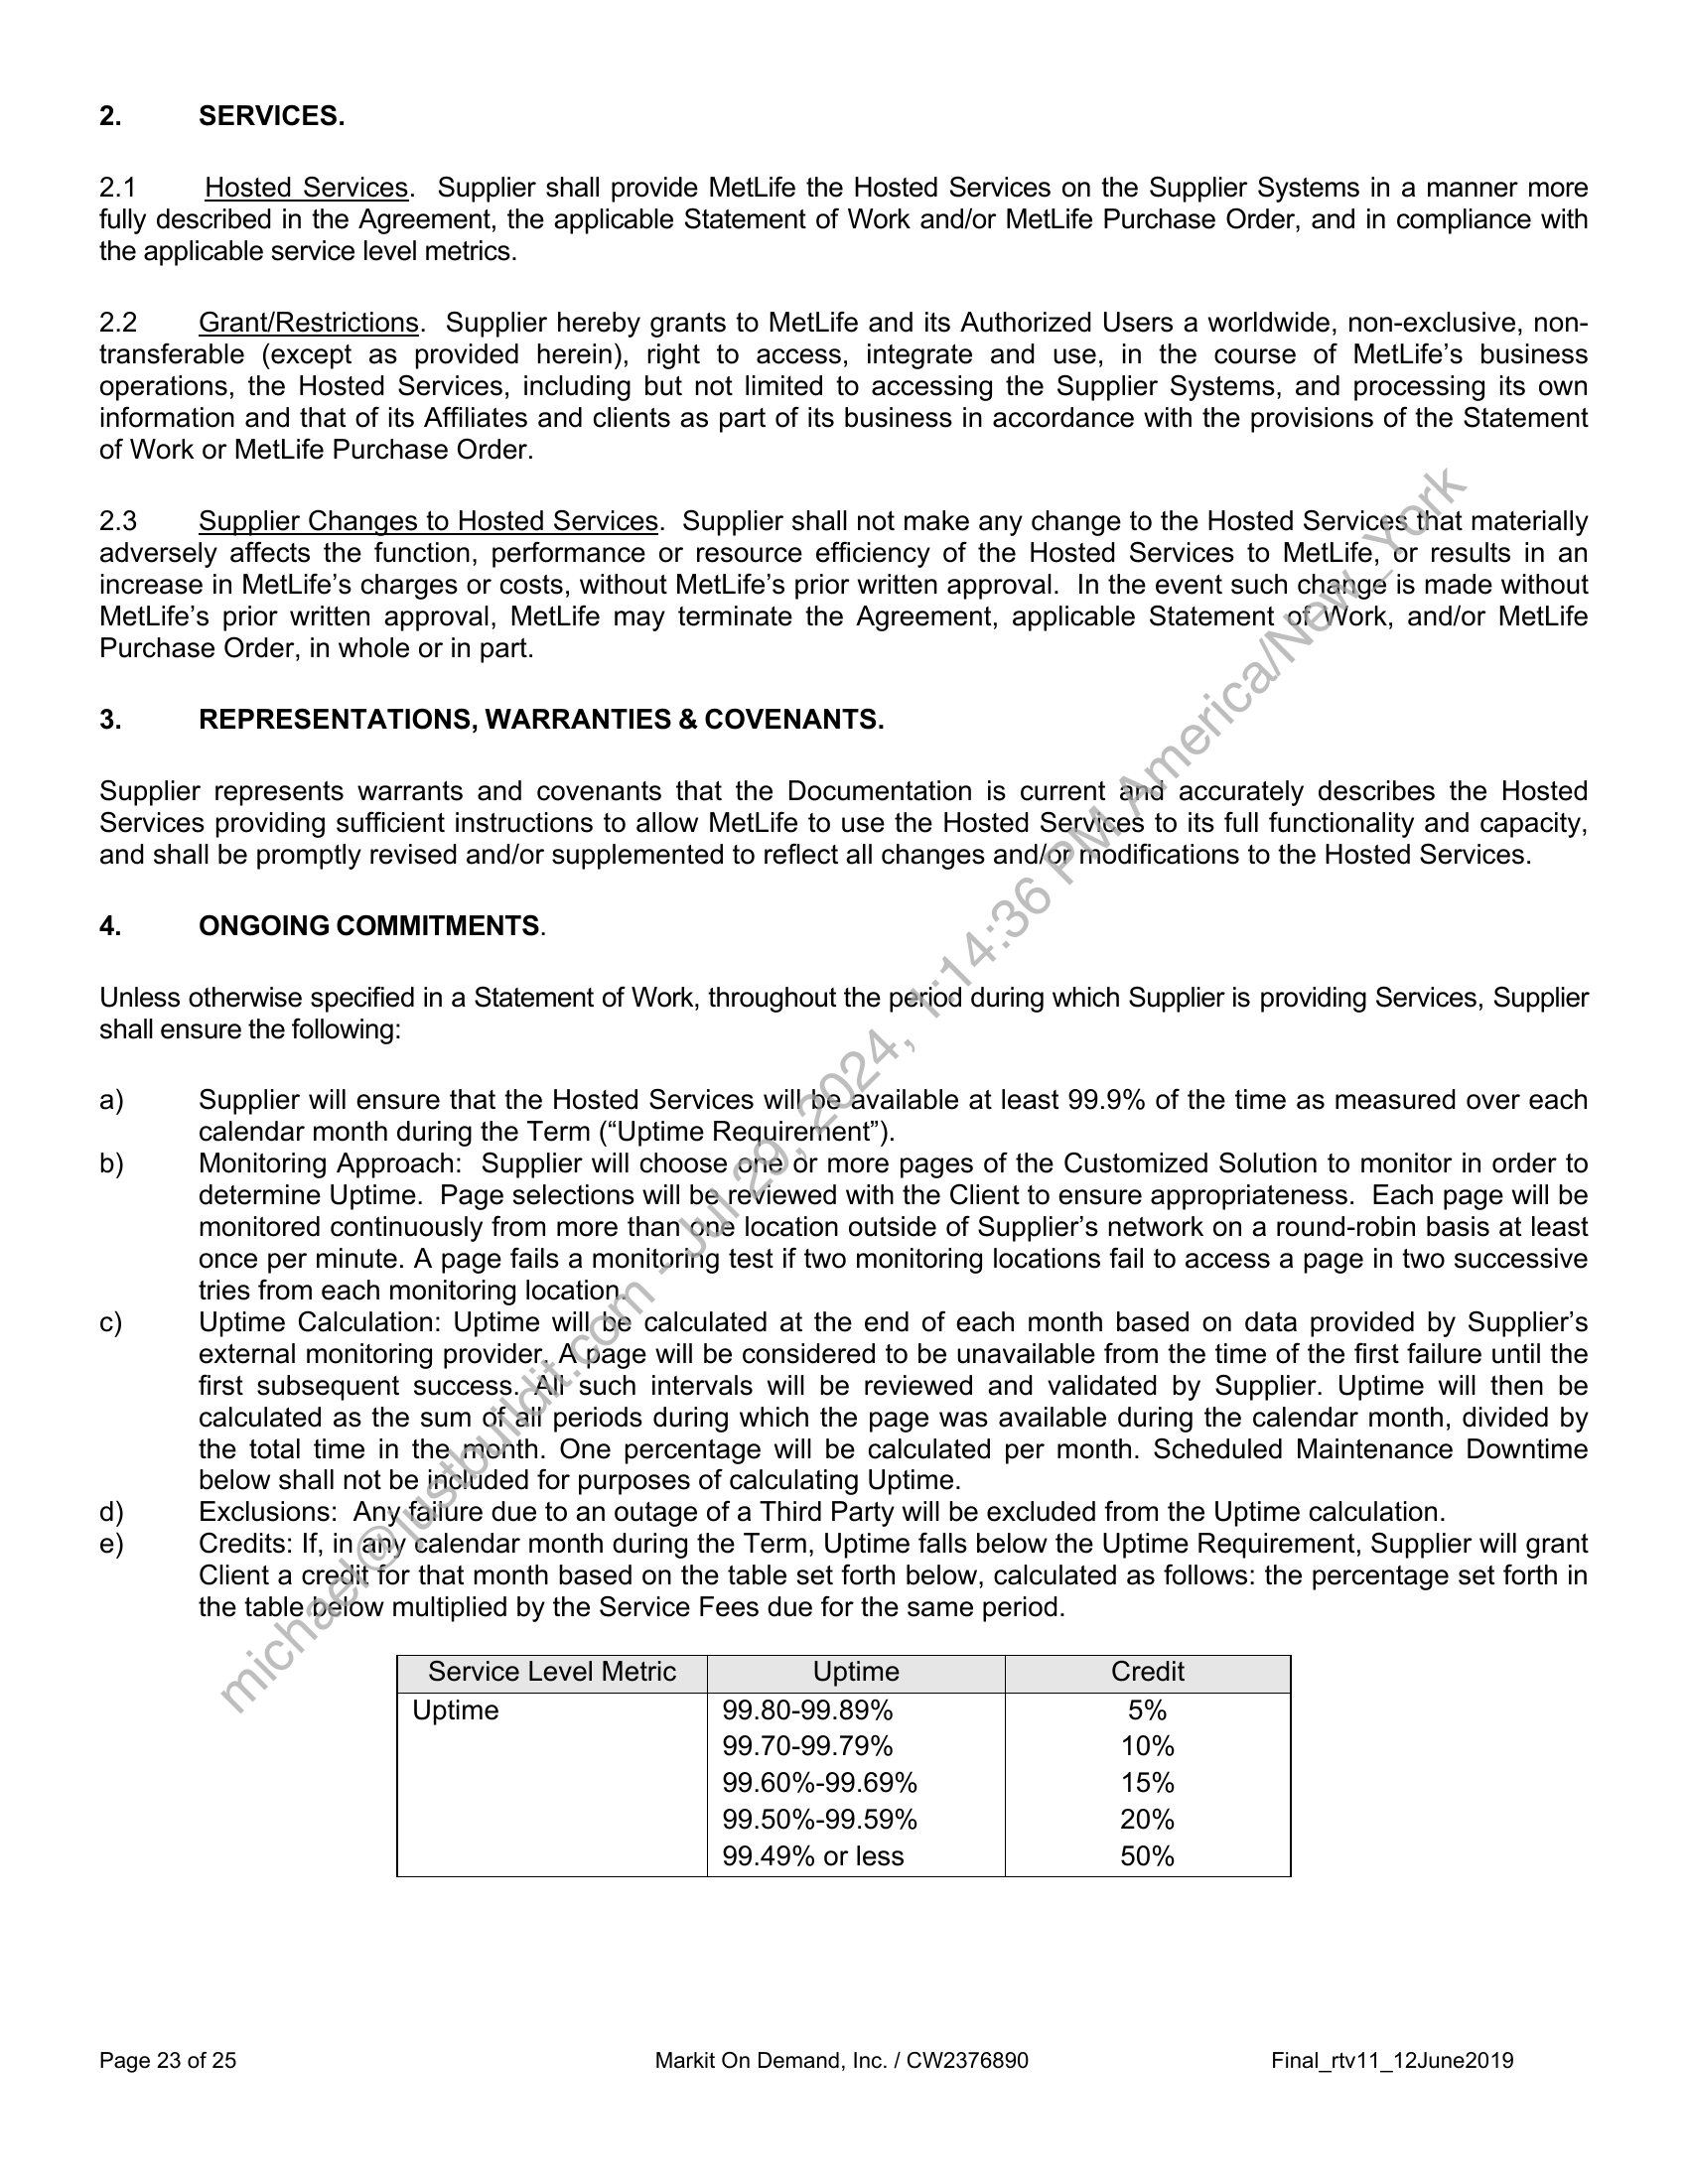 2. SERVICES.
2.1 Hosted Services. Supplier shall provide MetLife the Hosted Services on the Supplier Systems in a manner more
fully described in the Agreement, the applicable Statement of Work and/or MetLife Purchase Order, and in compliance with
the applicable service level metrics.
2.2 Grant/Restrictions. Supplier hereby grants to MetLife and its Authorized Users a worldwide, non-exclusive, non-
transferable (except as provided herein), right to access, integrate and use, in the course of MetLife’s business
operations, the Hosted Services, including but not limited to accessing the Supplier Systems, and processing its own
information and that of its Affiliates and clients as part of its business in accordance with the provisions of the Statement
of Work or MetLife Purchase Order.
2.3 Supplier Changes to Hosted Services. Supplier shall not make any change to the Hosted Services that materially
adversely affects the function, performance or resource efficiency of the Hosted Services to MetLife, or results in an
increase in MetLife’s charges or costs, without MetLife’s prior written approval. In the event such change is made without
MetLife’s prior written approval, MetLife may terminate the Agreement, applicable Statement of Work, and/or MetLife
Purchase Order, in whole or in part.
3. REPRESENTATIONS, WARRANTIES & COVENANTS.
Supplier represents warrants and covenants that the Documentation is current and accurately describes the Hosted
Services providing sufficient instructions to allow MetLife to use the Hosted Services to its full functionality and capacity,
and shall be promptly revised and/or supplemented to reflect all changes and/or modifications to the Hosted Services.
4. ONGOING COMMITMENTS.
Unless otherwise specified in a Statement of Work, throughout the period during which Supplier is providing Services, Supplier
shall ensure the following:
a) Supplier will ensure that the Hosted Services will be available at least 99.9% of the time as measured over each
calendar month during the Term (“Uptime Requirement”).
b) Monitoring Approach: Supplier will choose one or more pages of the Customized Solution to monitor in order to
determine Uptime. Page selections will be reviewed with the Client to ensure appropriateness. Each page will be
monitored continuously from more than one location outside of Supplier’s network on a round-robin basis at least
once per minute. A page fails a monitoring test if two monitoring locations fail to access a page in two successive
tries from each monitoring location.
c) Uptime Calculation: Uptime will be calculated at the end of each month based on data provided by Supplier’s
external monitoring provider. A page will be considered to be unavailable from the time of the first failure until the
first subsequent success. All such intervals will be reviewed and validated by Supplier. Uptime will then be
calculated as the sum of all periods during which the page was available during the calendar month, divided by
the total time in the month. One percentage will be calculated per month. Scheduled Maintenance Downtime
below shall not be included for purposes of calculating Uptime.
d) Exclusions: Any failure due to an outage of a Third Party will be excluded from the Uptime calculation.
e) Credits: If, in any calendar month during the Term, Uptime falls below the Uptime Requirement, Supplier will grant
Client a credit for that month based on the table set forth below, calculated as follows: the percentage set forth in
the table below multiplied by the Service Fees due for the same period.
Service Level Metric Uptime Credit
Uptime 99.80-99.89% 5%
99.70-99.79% 10%
99.60%-99.69% 15%
99.50%-99.59% 20%
99.49% or less 50%
michael@justbuildit.com - Jul 29, 2024, 1:14:36 PM America/New_York
Page 23 of 25 Markit On Demand, Inc. / CW2376890 Final_rtv11_12June2019